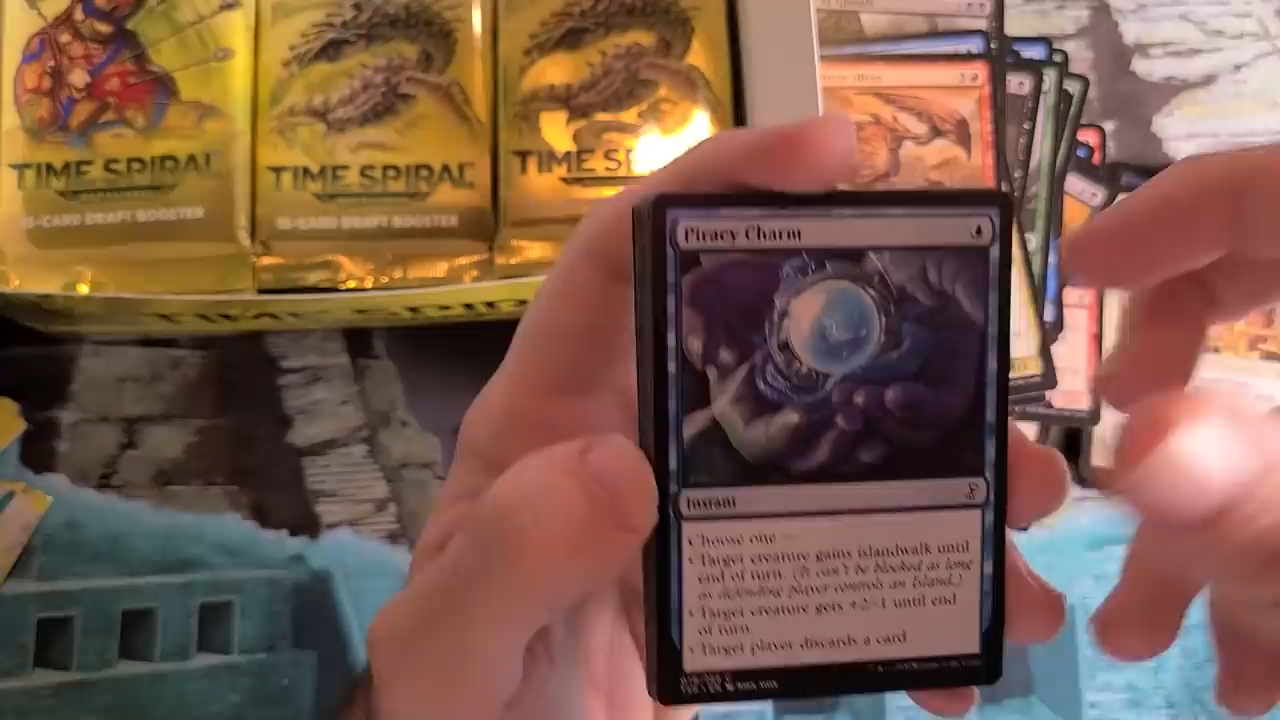 TIME SPIRAL
15-CARD DRAFT BOOSTER
TIME SPIRAL
15-CARD DRAFT BOOSTER
TIME SP
TIME SPIR
Piracy Charm
Instant
Choose one —
• Target creature gains islandwalk until
end of turn. (It can't be blocked as long
as defending player controls an Island.)
• Target creature gets +2/-1 until end
of turn.
• Target player discards a card